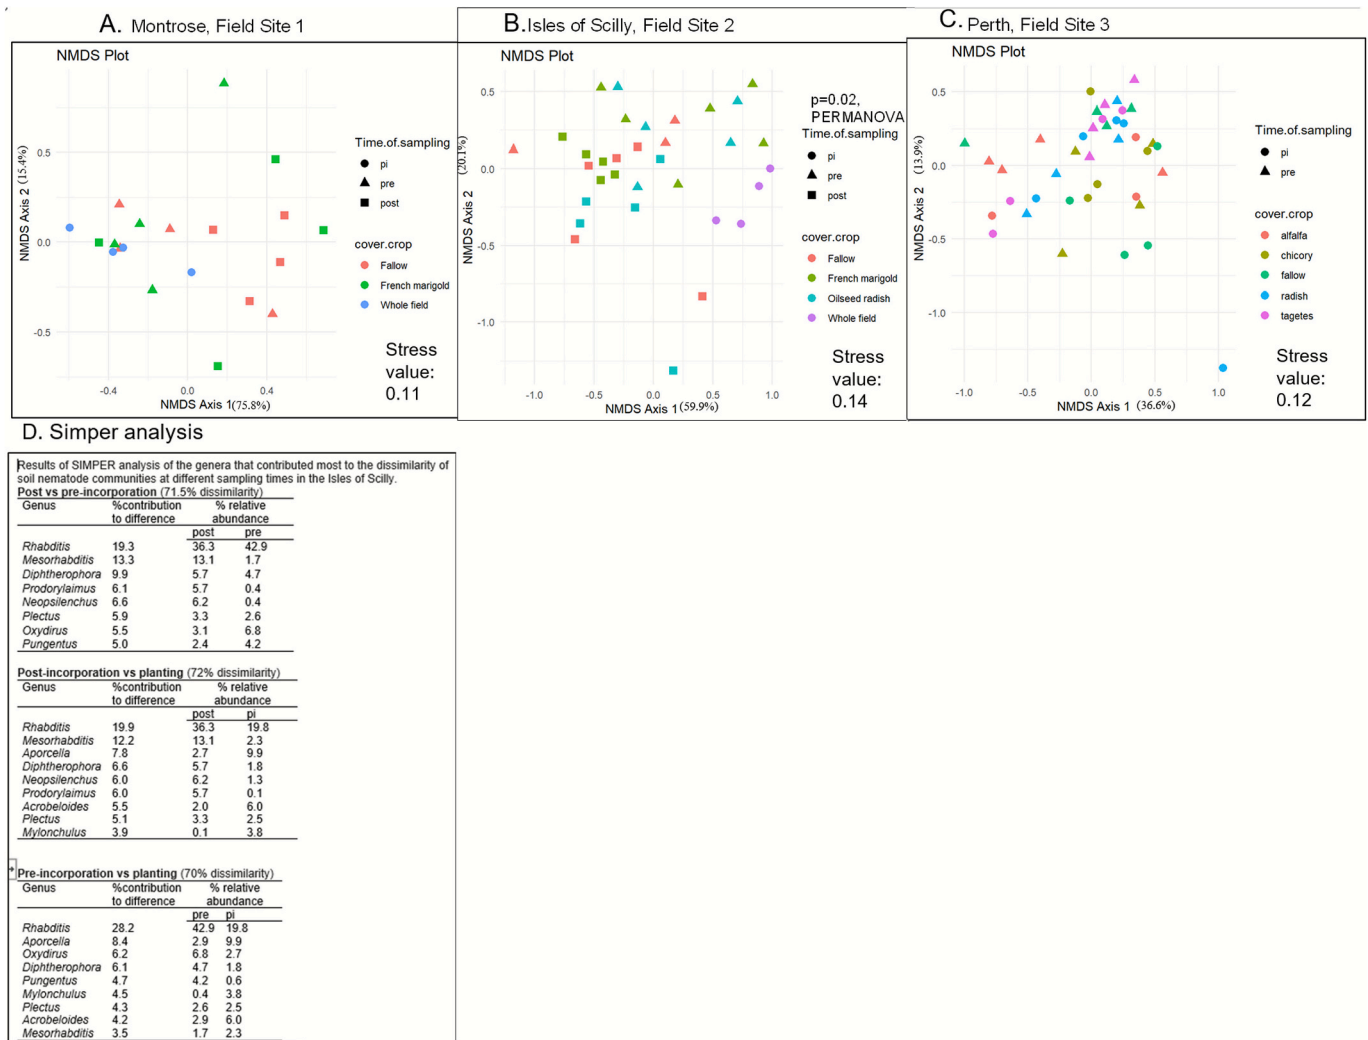 A. Montrose, Field Site 1
NMDS Plot
NMDS Axis 2 (15.4%)
0.5
0.0
-0.5
-0.4
0.0
0.4
NMDS Axis 1(75.8%)
Time.of.sampling
pi
pre
post
cover.crop
Fallow
French marigold
Whole field
Stress
value:
0.11
B.Isles of Scilly, Field Site 2
NMDS Plot
NMDS Axis 2 (20.1%)
0.5
0.0
-0.5
-1.0
-1.0
-0.5
0.0
0.5
1.0
NMDS Axis 1(59.9%)
p=0.02,
PERMANOVA
Time.of.sampling
pi
pre
post
cover.crop
Fallow
French marigold
Oilseed radish
Whole field
Stress
value:
0.14
C. Perth, Field Site 3
NMDS Plot
NMDS Axis 2 (13.9%)
0.5
0.0
-0.5
-1.0
-1.0
-0.5
0.0
0.5
1.0
NMDS Axis 1 (36.6%)
Time.of.sampling
pi
pre
cover.crop
alfalfa
chicory
fallow
radish
tagetes
Stress
value:
0.12
D. Simper analysis
Results of SIMPER analysis of the genera that contributed most to the dissimilarity of
soil nematode communities at different sampling times in the Isles of Scilly.
Post vs pre-incorporation (71.5% dissimilarity)
Genus %contribution % relative
to difference abundance
post pre
Rhabditis 19.3 36.3 42.9
Mesorhabditis 13.3 13.1 1.7
Diphtherophora 9.9 5.7 4.7
Prodorylaimus 6.1 5.7 0.4
Neopsilenchus 6.6 6.2 0.4
Plectus 5.9 3.3 2.6
Oxydirus 5.5 3.1 6.8
Pungentus 5.0 2.4 4.2
Post-incorporation vs planting (72% dissimilarity)
Genus %contribution % relative
to difference abundance
post pi
Rhabditis 19.9 36.3 19.8
Mesorhabditis 12.2 13.1 2.3
Aporcella 7.8 2.7 9.9
Diphtherophora 6.6 5.7 1.8
Neopsilenchus 6.0 6.2 1.3
Prodorylaimus 6.0 5.7 0.1
Acrobeloides 5.5 2.0 6.0
Plectus 5.1 3.3 2.5
Mylonchulus 3.9 0.1 3.8
Pre-incorporation vs planting (70% dissimilarity)
Genus %contribution % relative
to difference abundance
pre pi
Rhabditis 28.2 42.9 19.8
Aporcella 8.4 2.9 9.9
Oxydirus 6.2 6.8 2.7
Diphtherophora 6.1 4.7 1.8
Pungentus 4.7 4.2 0.6
Mylonchulus 4.5 0.4 3.8
Plectus 4.3 2.6 2.5
Acrobeloides 4.2 2.9 6.0
Mesorhabditis 3.5 1.7 2.3